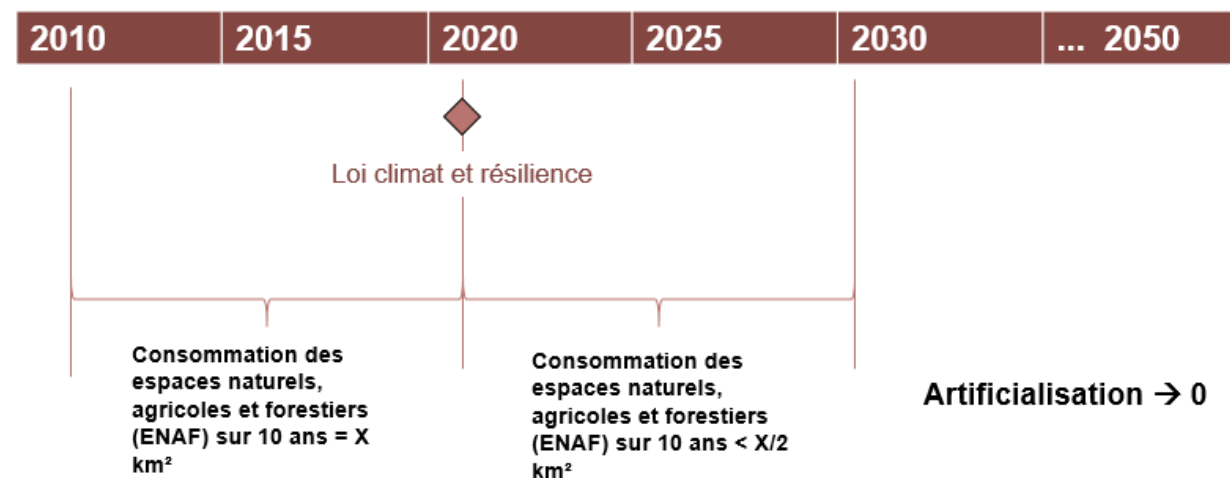 2010 2015 2020 2025 2030 ... 2050
Loi climat et résilience
Consommation des
espaces naturels,
agricoles et forestiers
(ENAF) sur 10 ans = X
km²
Consommation des
espaces naturels,
agricoles et forestiers
(ENAF) sur 10 ans < X/2
km²
Artificialisation → 0